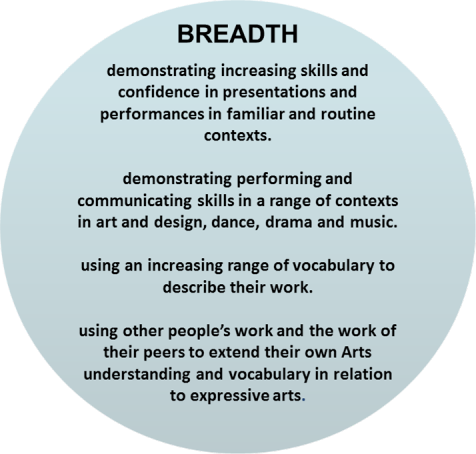 BREADTH
demonstrating increasing skills and
confidence in presentations and
performances in familiar and routine
contexts.
demonstrating performing and
communicating skills in a range of contexts
in art and design, dance, drama and music.
using an increasing range of vocabulary to
describe their work.
using other people’s work and the work of
their peers to extend their own Arts
understanding and vocabulary in relation
to expressive arts.